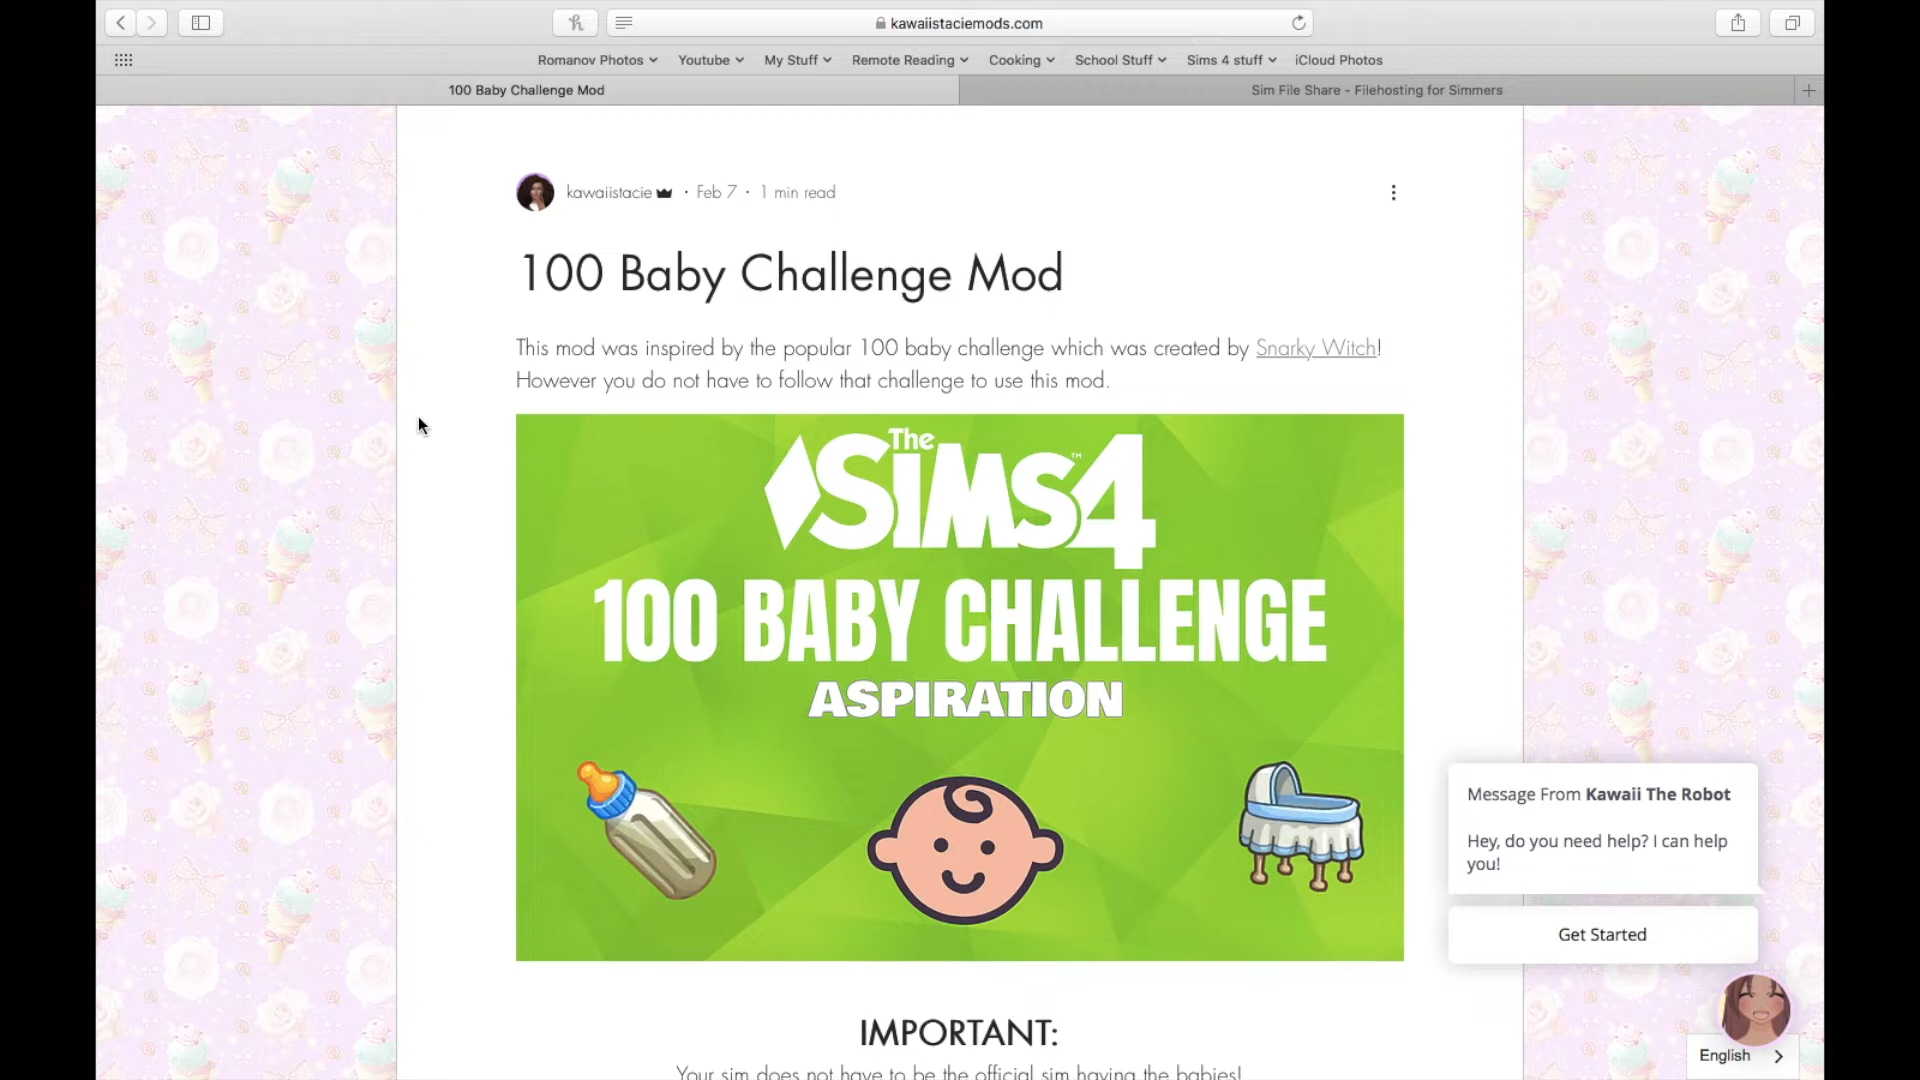 kawaiistaciemods.com
Romanov Photos Youtube My Stuff Remote Reading Cooking School Stuff Sims 4 stuff iCloud Photos
100 Baby Challenge Mod Sim File Share - Filehosting for Simmers
kawaiistacie · Feb 7 · 1 min read
100 Baby Challenge Mod
This mod was inspired by the popular 100 baby challenge which was created by Snarky Witch!
However you do not have to follow that challenge to use this mod.
The
SIMS 4™
100 BABY CHALLENGE
ASPIRATION
Message From Kawaii The Robot
Hey, do you need help? I can help
you!
Get Started
IMPORTANT:
Your sim does not have to be the official sim having the babies!
English